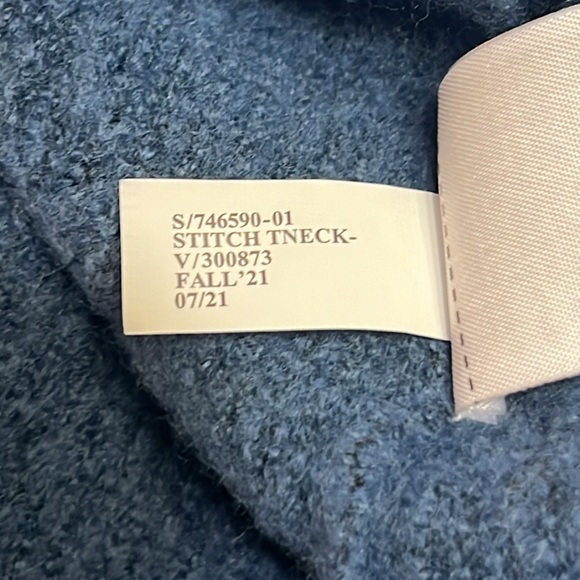 S/746590-01
STITCH TNECK-
V/300873
FALL'21
07/21